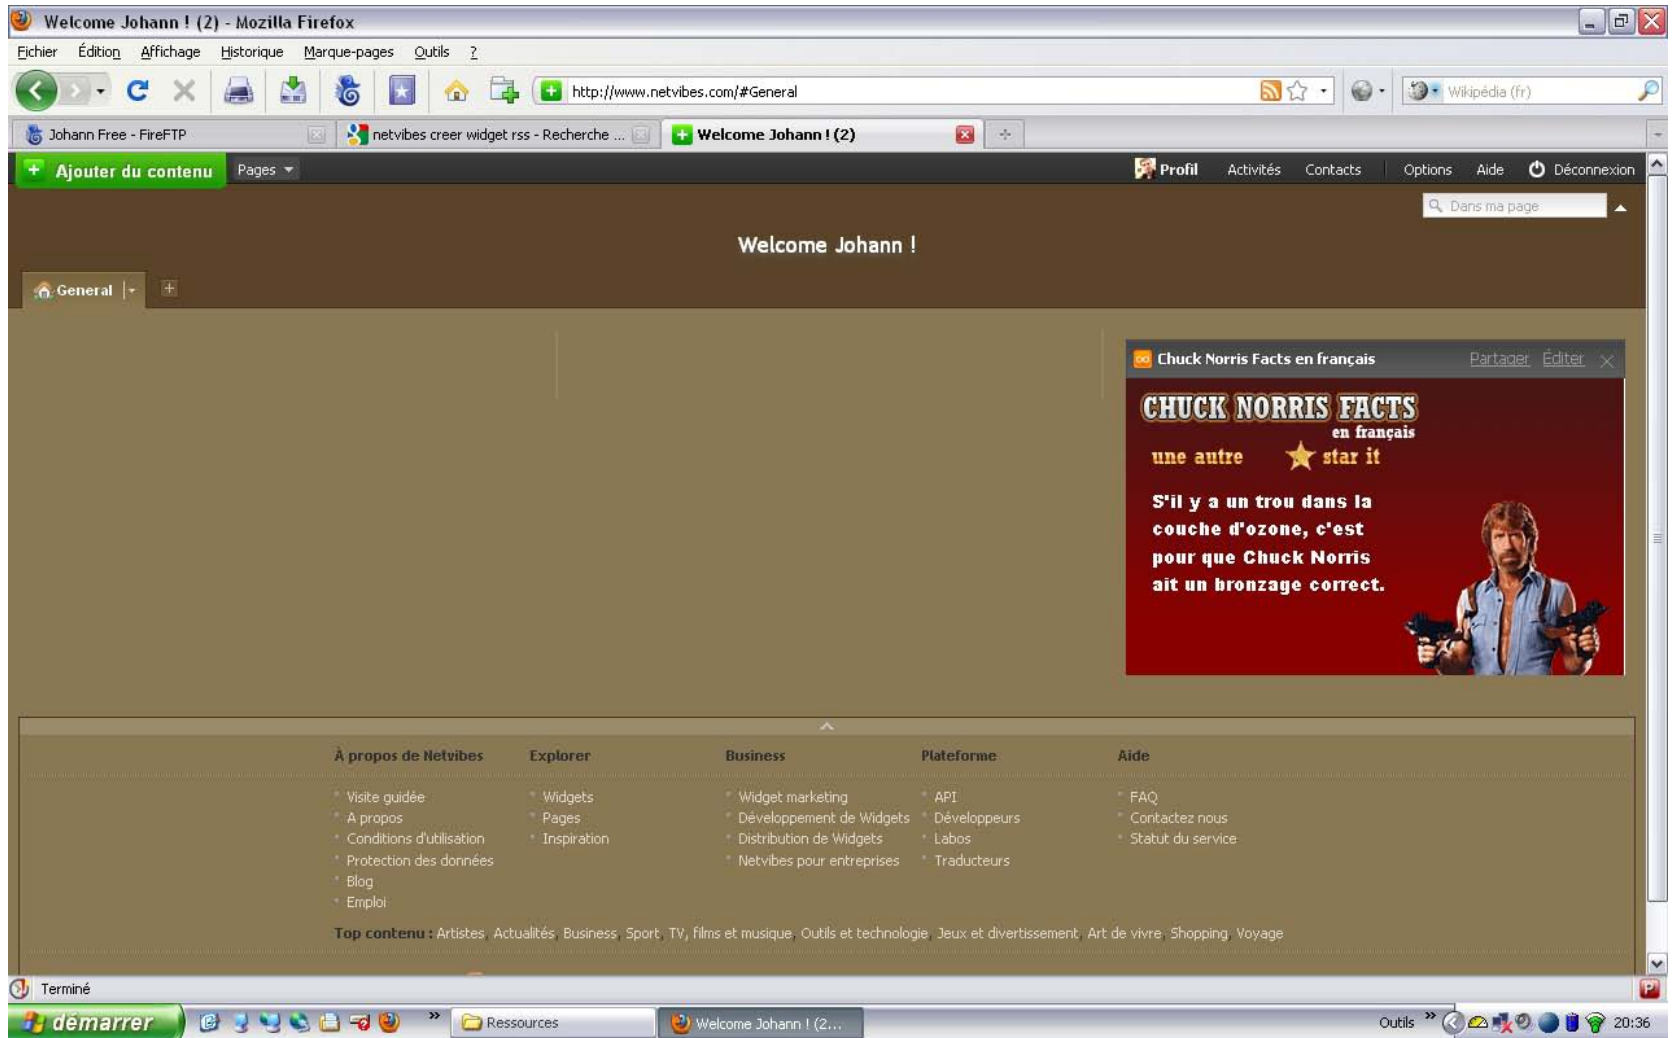 Welcome Johann ! (2) - Mozilla Firefox
Fichier Édition Affichage Historique Marque-pages Outils ?
http://www.netvibes.com/#General Wikipédia (fr)
Johann Free - FireFTP netvibes creer widget rss - Recherche ... Welcome Johann ! (2)
Ajouter du contenu Pages Profil Activités Contacts Options Aide Déconnexion
Dans ma page
Welcome Johann !
General
Chuck Norris Facts en français Partager Éditer
CHUCK NORRIS FACTS
en français
une autre star it
S'il y a un trou dans la
couche d'ozone, c'est
pour que Chuck Norris
ait un bronzage correct.
À propos de Netvibes Explorer Business Plateforme Aide
Visite guidée Widgets Widget marketing API FAQ
A propos Pages Développement de Widgets Développeurs Contactez nous
Conditions d'utilisation Inspiration Distribution de Widgets Labos Statut du service
Protection des données Netvibes pour entreprises Traducteurs
Blog
Emploi
Top contenu : Artistes, Actualités, Business, Sport, TV, films et musique, Outils et technologie, Jeux et divertissement, Art de vivre, Shopping, Voyage
Terminé
démarrer » Ressources Welcome Johann ! (2... Outils » 20:36